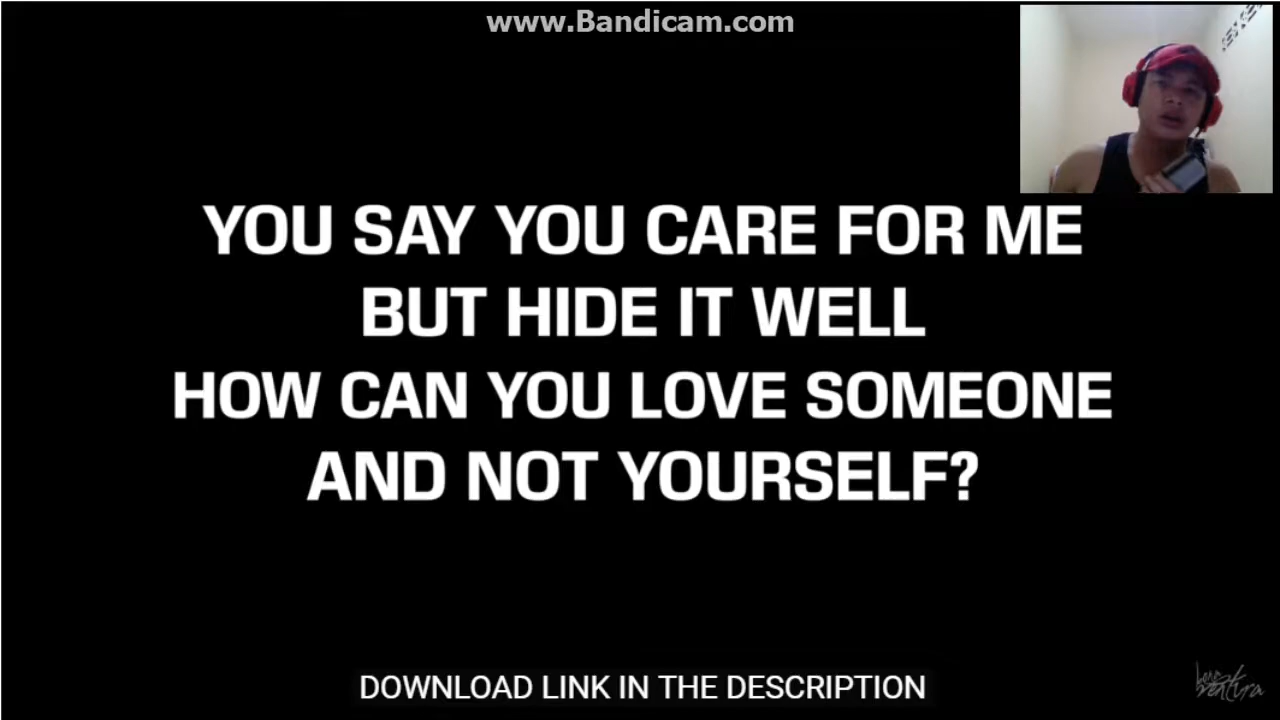 www.Bandicam.com
YOU SAY YOU CARE FOR ME
BUT HIDE IT WELL
HOW CAN YOU LOVE SOMEONE
AND NOT YOURSELF?
DOWNLOAD LINK IN THE DESCRIPTION